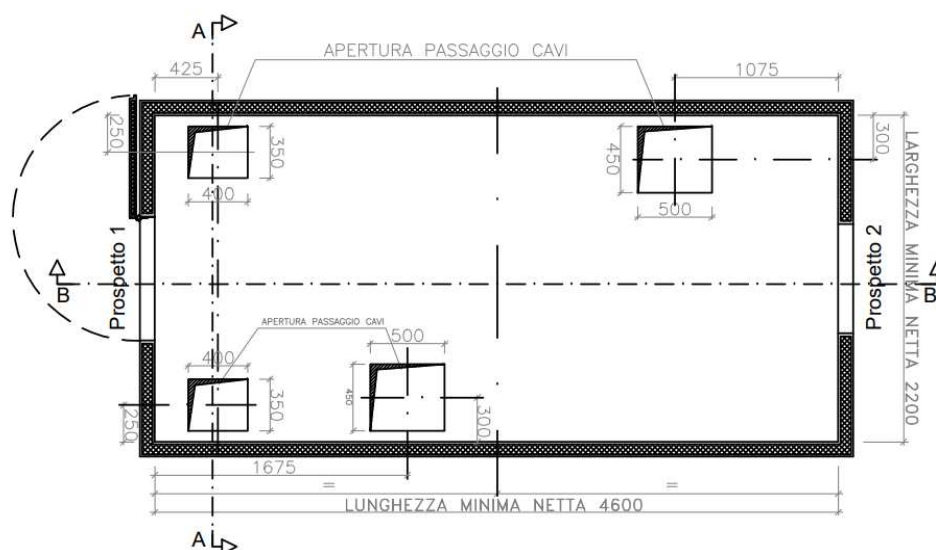 A
APERTURA PASSAGGIO CAVI
425
1075
250
350
400
450
500
300
LARGHEZZA MINIMA NETTA 2200
Prospetto 1
Prospetto 2
B
B
APERTURA PASSAGGIO CAVI
400
500
350
450
250
300
1675
=
=
LUNGHEZZA MINIMA NETTA 4600
A